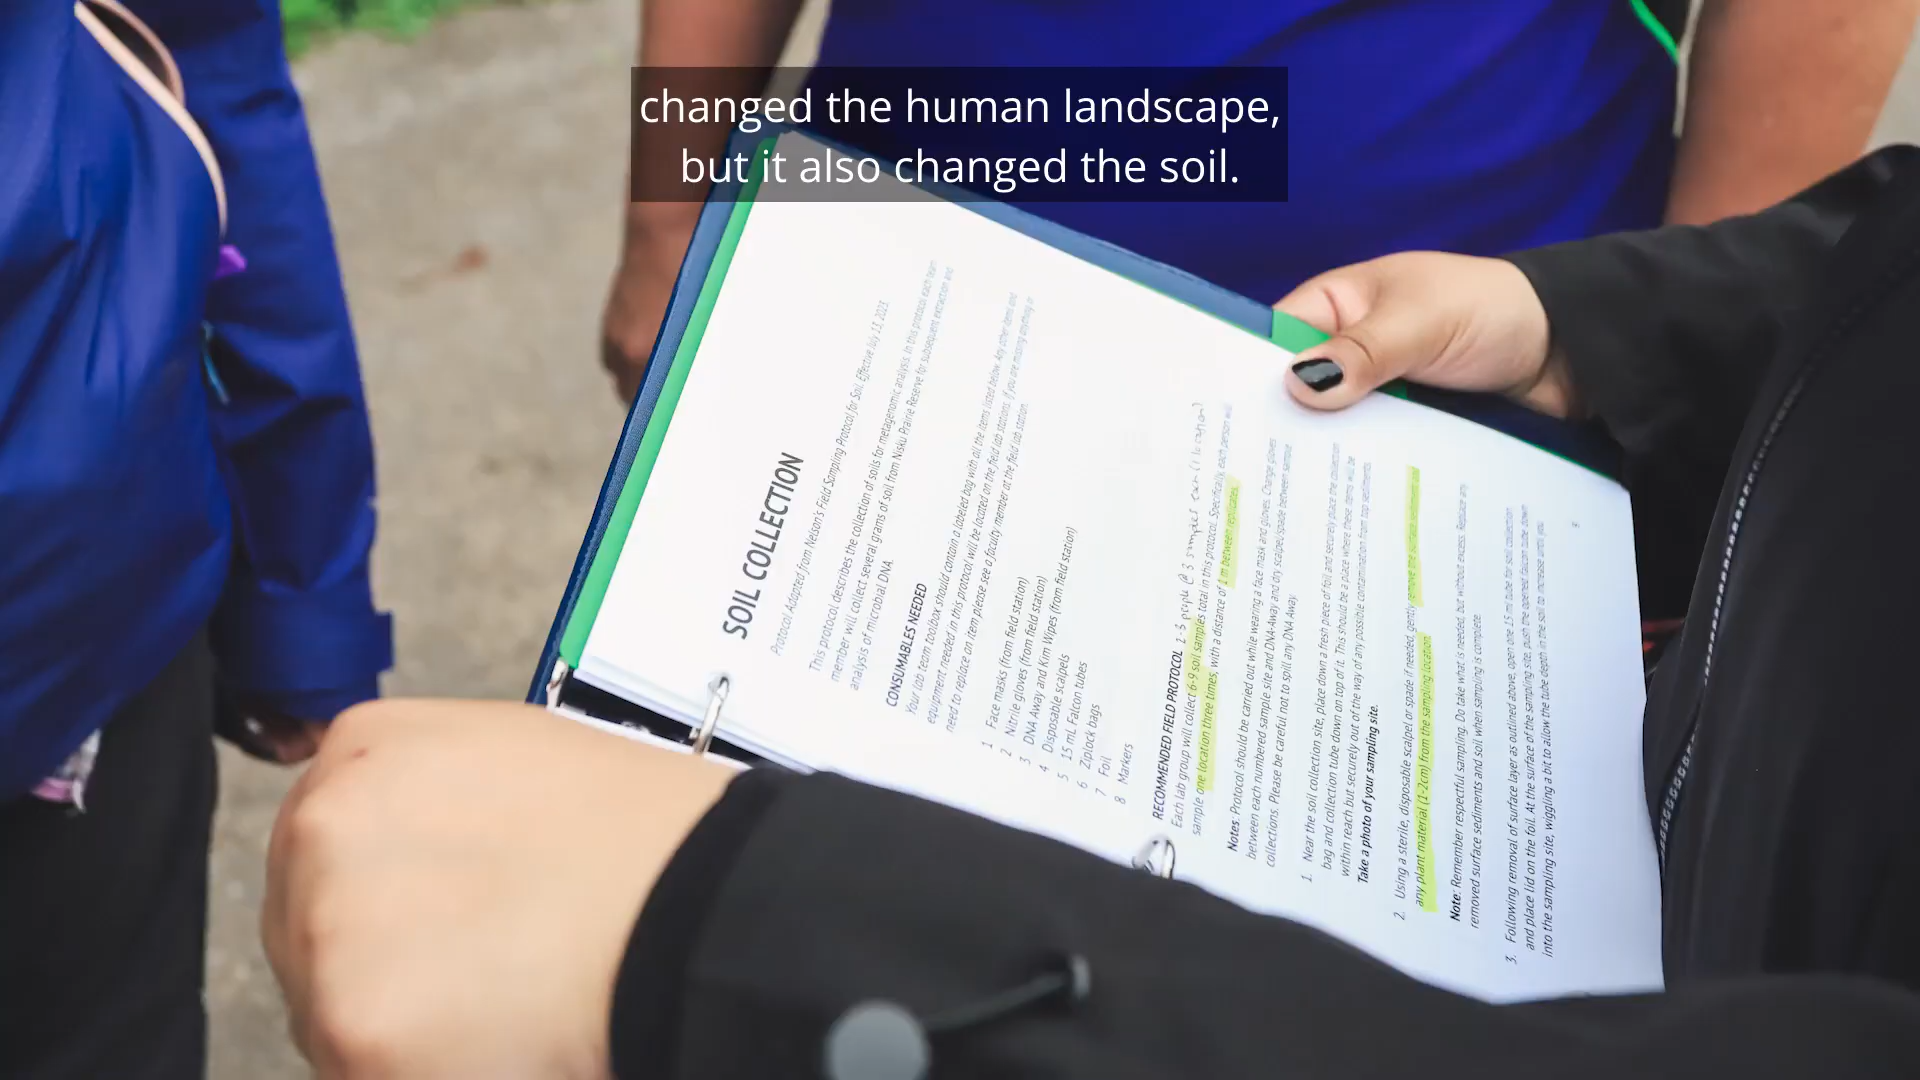 changed the human landscape,
but it also changed the soil.
SOIL COLLECTION
Protocol Adapted from Nelson's Field Sampling Protocol for Soil. Effective July 13, 2023.
This protocol describes the collection of soils for metagenomic analysis. In this protocol each team
member will collect several grams of soil from Nisku Prairie Reserve for subsequent extraction and
analysis of microbial DNA.
CONSUMABLES NEEDED
Your lab team toolbox should contain a labeled bag with all the items listed below. Any other items and
equipment needed in this protocol will be located on the field lab stations. If you are missing anything or
need to replace an item please see a faculty member at the field lab station.
1 Face masks (from field station)
2 Nitrile gloves (from field station)
3 DNA Away and Kim Wipes (from field station)
4 Disposable scalpels
5 15 mL Falcon tubes
6 Ziplock bags
7 Foil
8 Markers
RECOMMENDED FIELD PROTOCOL 2-3 people @ 3 samples each (1 location)
Each lab group will collect 6-9 soil samples total in this protocol. Specifically, each person will
sample one location three times, with a distance of 1 m between replicates.
Notes: Protocol should be carried out while wearing a face mask and gloves. Change gloves
between each numbered sample site and DNA-Away and dry scalpel/spade between sample
collections. Please be careful not to spill any DNA Away.
1. Near the soil collection site, place down a fresh piece of foil and securely place the collection
bag and collection tube down on top of it. This should be a place where these items will be
within reach but securely out of the way of any possible contamination from top sediments.
Take a photo of your sampling site.
2. Using a sterile, disposable scalpel or spade if needed, gently remove the surface sediment and
any plant material (1-2cm) from the sampling location.
Note: Remember respectful sampling. Do take what is needed, but without excess. Replace any
removed surface sediments and soil when sampling is complete.
3. Following removal of surface layer as outlined above, open one 15 ml tube for soil collection
and place lid on the foil. At the surface of the sampling site, push the opened falcon tube down
into the sampling site, wiggling a bit to allow the tube depth in the soil to increase until you